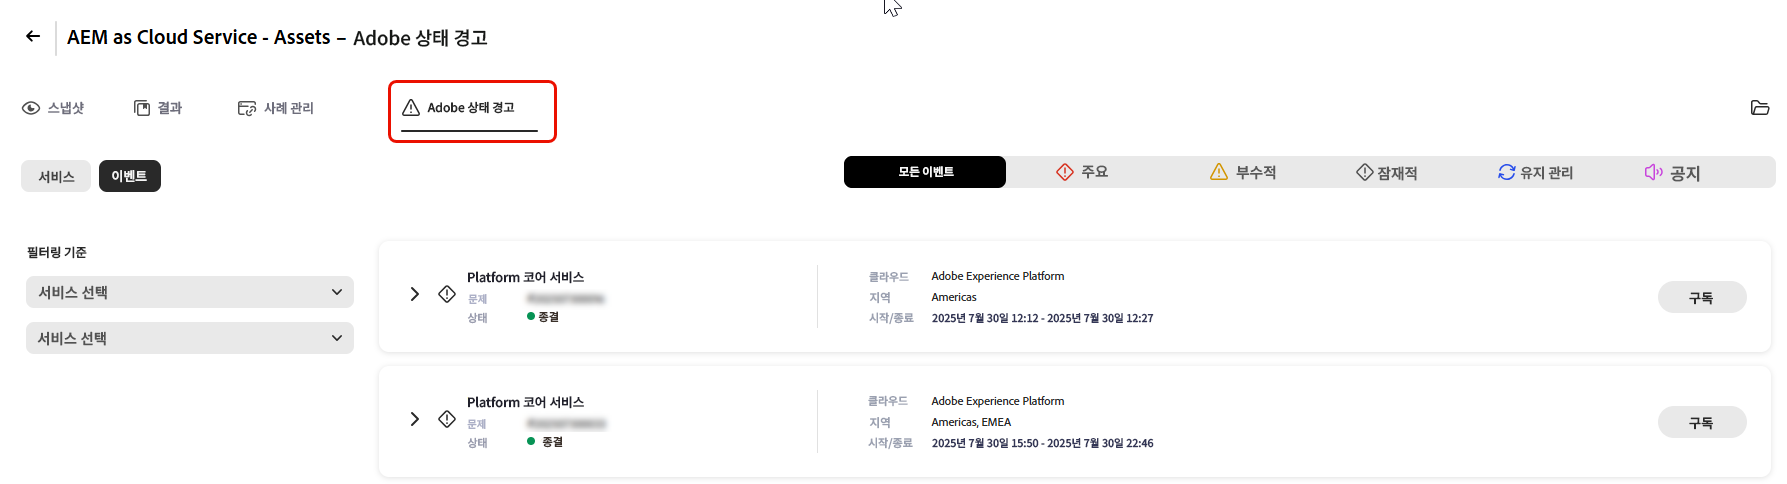 AEM as Cloud Service - Assets – Adobe 상태 경고
스냅샷
결과
사례 관리
Adobe 상태 경고
서비스
이벤트
모든 이벤트
주요
부수적
잠재적
유지 관리
공지
필터링 기준
서비스 선택
서비스 선택
Platform 코어 서비스
문제
상태
종결
클라우드 Adobe Experience Platform
지역 Americas
시작/종료 2025년 7월 30일 12:12 - 2025년 7월 30일 12:27
구독
Platform 코어 서비스
문제
상태
종결
클라우드 Adobe Experience Platform
지역 Americas, EMEA
시작/종료 2025년 7월 30일 15:50 - 2025년 7월 30일 22:46
구독